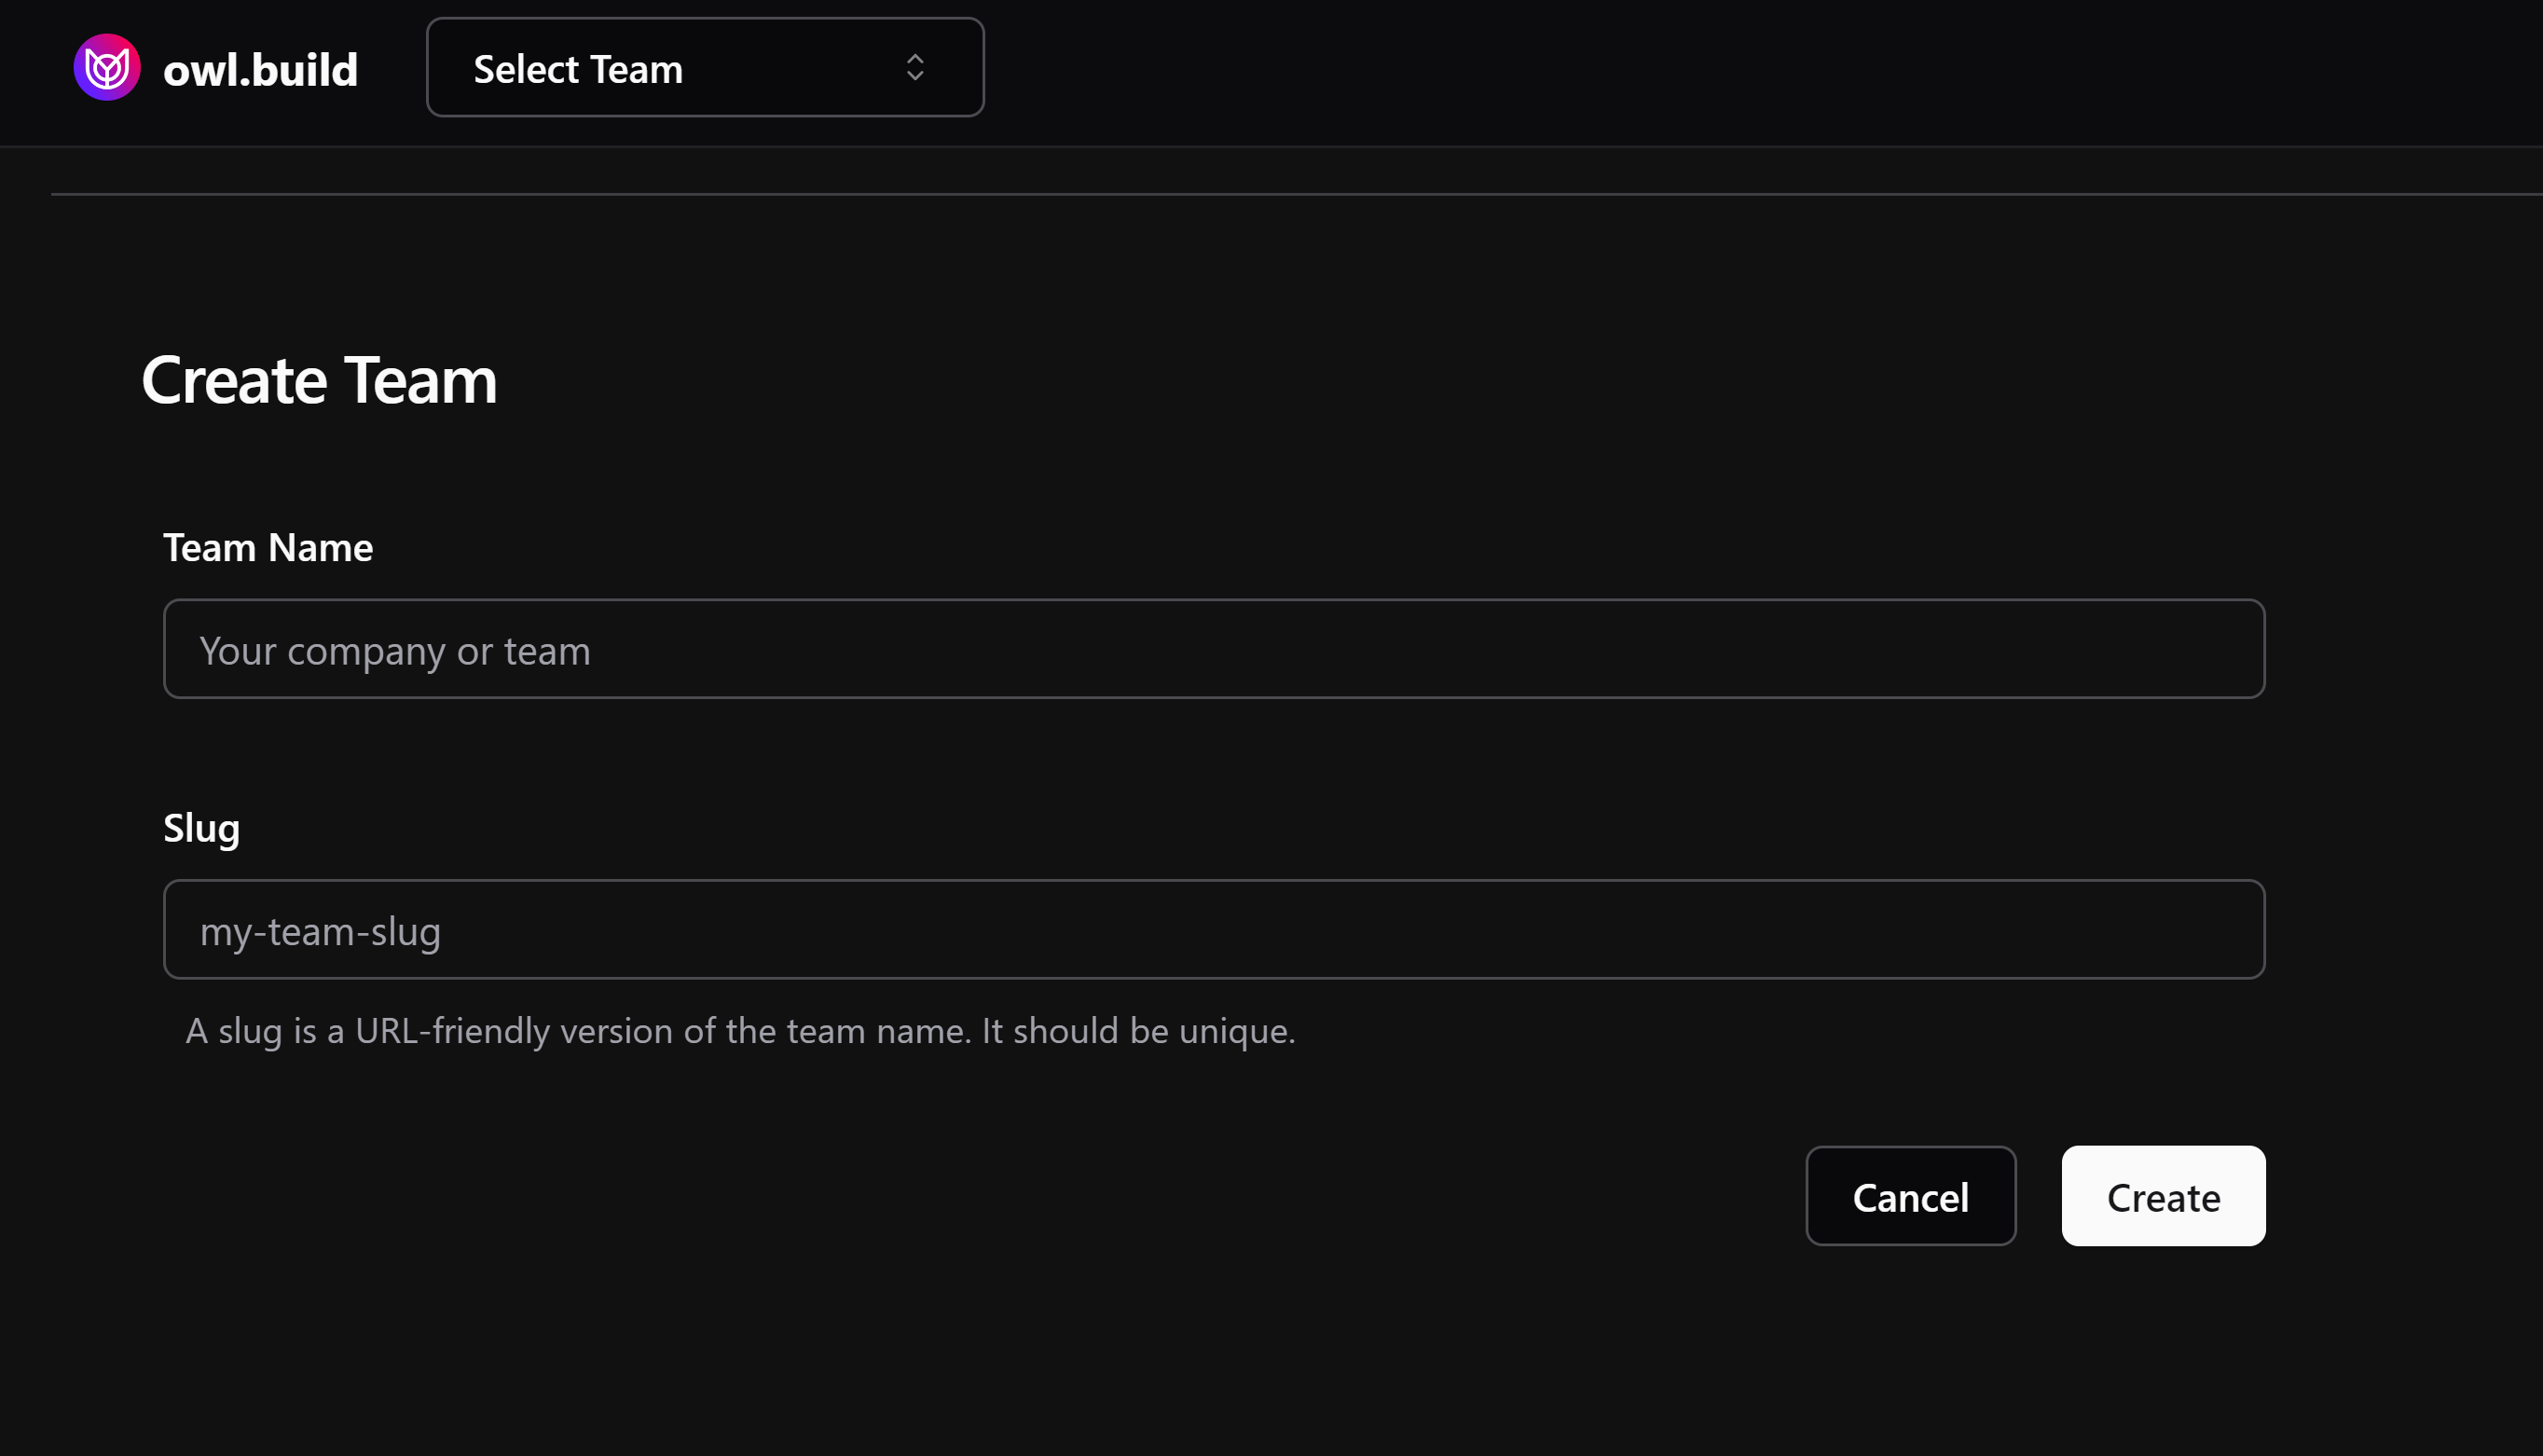 owl.build
Select Team
Create Team
Team Name
Your company or team
Slug
my-team-slug
A slug is a URL-friendly version of the team name. It should be unique.
Cancel
Create